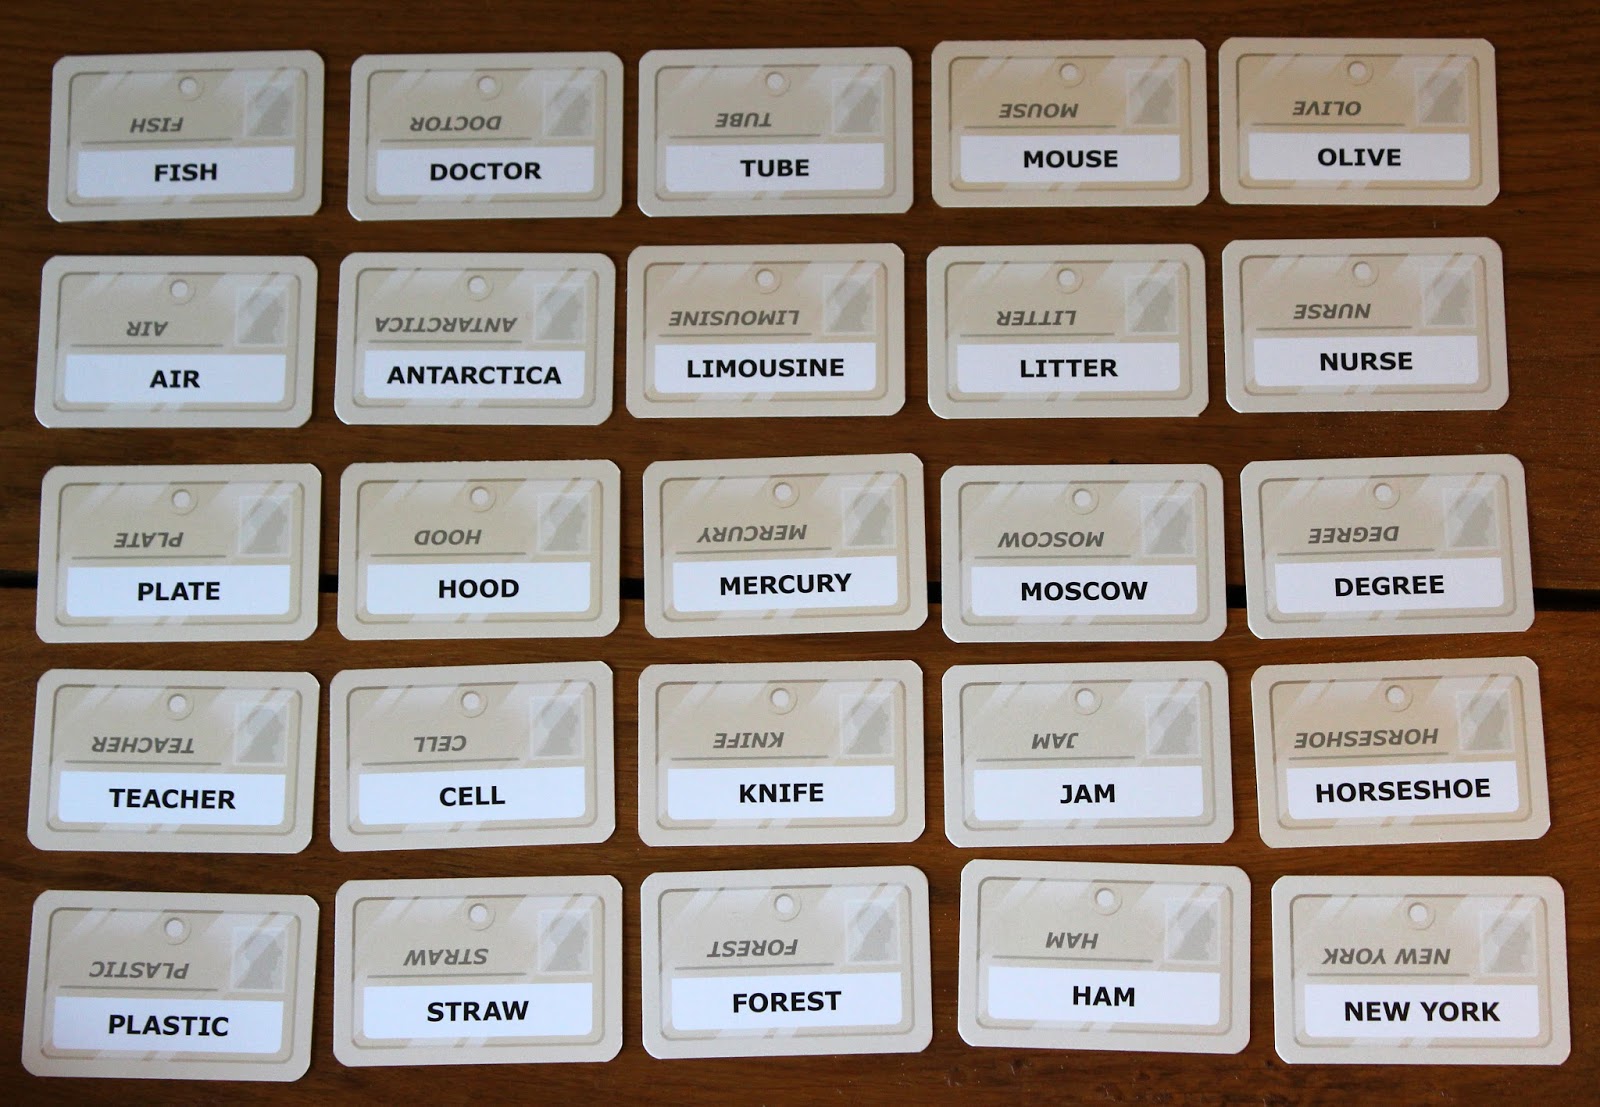 FISH
FISH
DOCTOR
DOCTOR
TUBE
TUBE
MOUSE
MOUSE
OLIVE
OLIVE
AIR
AIR
ANTARCTICA
ANTARCTICA
LIMOUSINE
LIMOUSINE
LITTER
LITTER
NURSE
NURSE
PLATE
PLATE
HOOD
HOOD
MERCURY
MERCURY
MOSCOW
MOSCOW
DEGREE
DEGREE
TEACHER
TEACHER
CELL
CELL
KNIFE
KNIFE
JAM
JAM
HORSESHOE
HORSESHOE
PLASTIC
PLASTIC
STRAW
STRAW
FOREST
FOREST
HAM
HAM
NEW YORK
NEW YORK